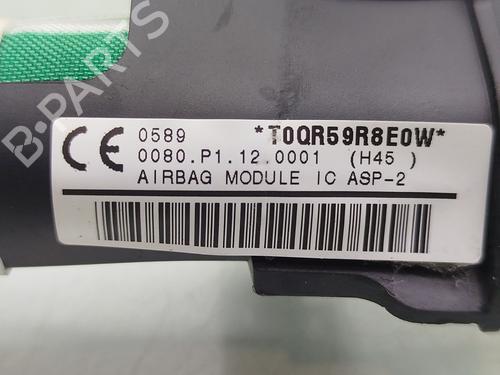 B-PARTS
CE 0589 *T0QR59R8E0W*
0080.P1.12.0001 (H45 )
AIRBAG MODULE IC ASP-2